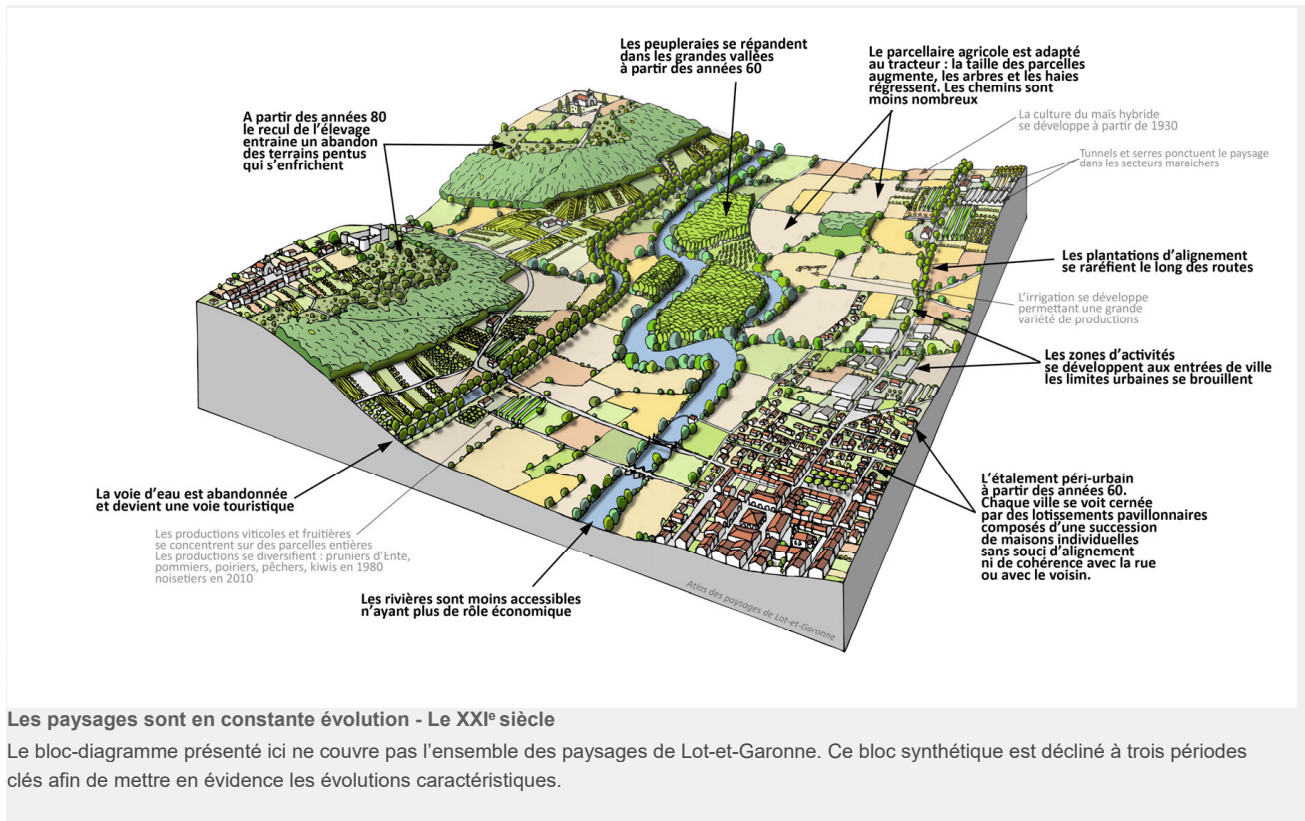 Les peupleraies se répandent
dans les grandes vallées
à partir des années 60
Le parcellaire agricole est adapté
au tracteur : la taille des parcelles
augmente, les arbres et les haies
régressent. Les chemins sont
moins nombreux
A partir des années 80
le recul de l'élevage
entraine un abandon
des terrains pentus
qui s'enfrichent
La culture du maïs hybride
se développe à partir de 1930
Tunnels et serres ponctuent le paysage
dans les secteurs maraichers
Les plantations d'alignement
se raréfient le long des routes
L'irrigation se développe
permettant une grande
variété de productions
Les zones d'activités
se développent aux entrées de ville
les limites urbaines se brouillent
L'étalement péri-urbain
à partir des années 60.
Chaque ville se voit cernée
par des lotissements pavillonnaires
composés d'une succession
de maisons individuelles
sans souci d'alignement
ni de cohérence avec la rue
ou avec le voisin.
La voie d'eau est abandonnée
et devient une voie touristique
Les productions viticoles et fruitières
se concentrent sur des parcelles entières
Les productions se diversifient : pruniers d'Ente,
pommiers, poiriers, pêchers, kiwis en 1980
noisetiers en 2010
Les rivières sont moins accessibles
n'ayant plus de rôle économique
Atlas des paysages de Lot-et-Garonne
Les paysages sont en constante évolution - Le XXIe siècle
Le bloc-diagramme présenté ici ne couvre pas l'ensemble des paysages de Lot-et-Garonne. Ce bloc synthétique est décliné à trois périodes
clés afin de mettre en évidence les évolutions caractéristiques.